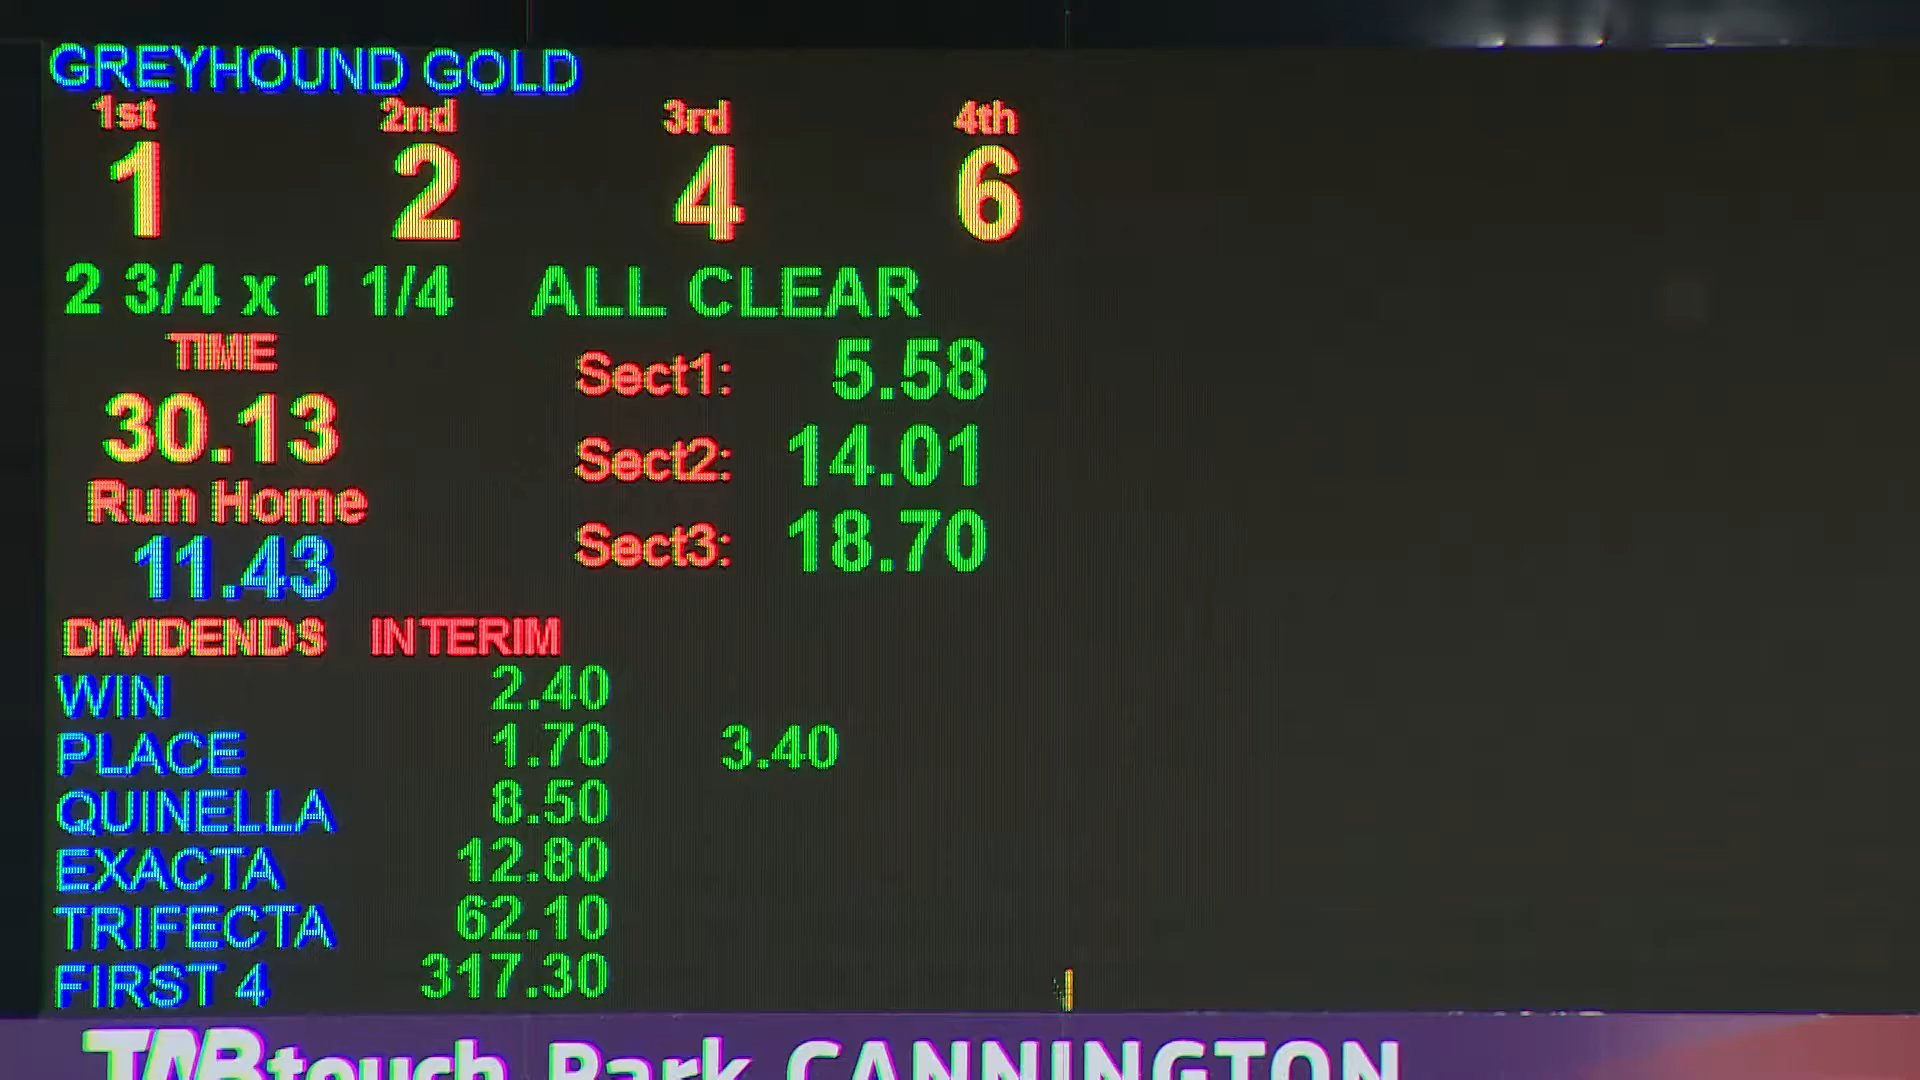 GREYHOUND GOLD
1st 2nd 3rd 4th
1 2 4 6
2 3/4 x 1 1/4 ALL CLEAR
TIME
Sect1: 5.58
30.13
Sect2: 14.01
Run Home
Sect3: 18.70
11.43
DIVIDENDS INTERIM
WIN 2.40
PLACE 1.70 3.40
QUINELLA 8.50
EXACTA 12.80
TRIFECTA 62.10
FIRST 4 317.30
TABtouch Park CANNINGTON